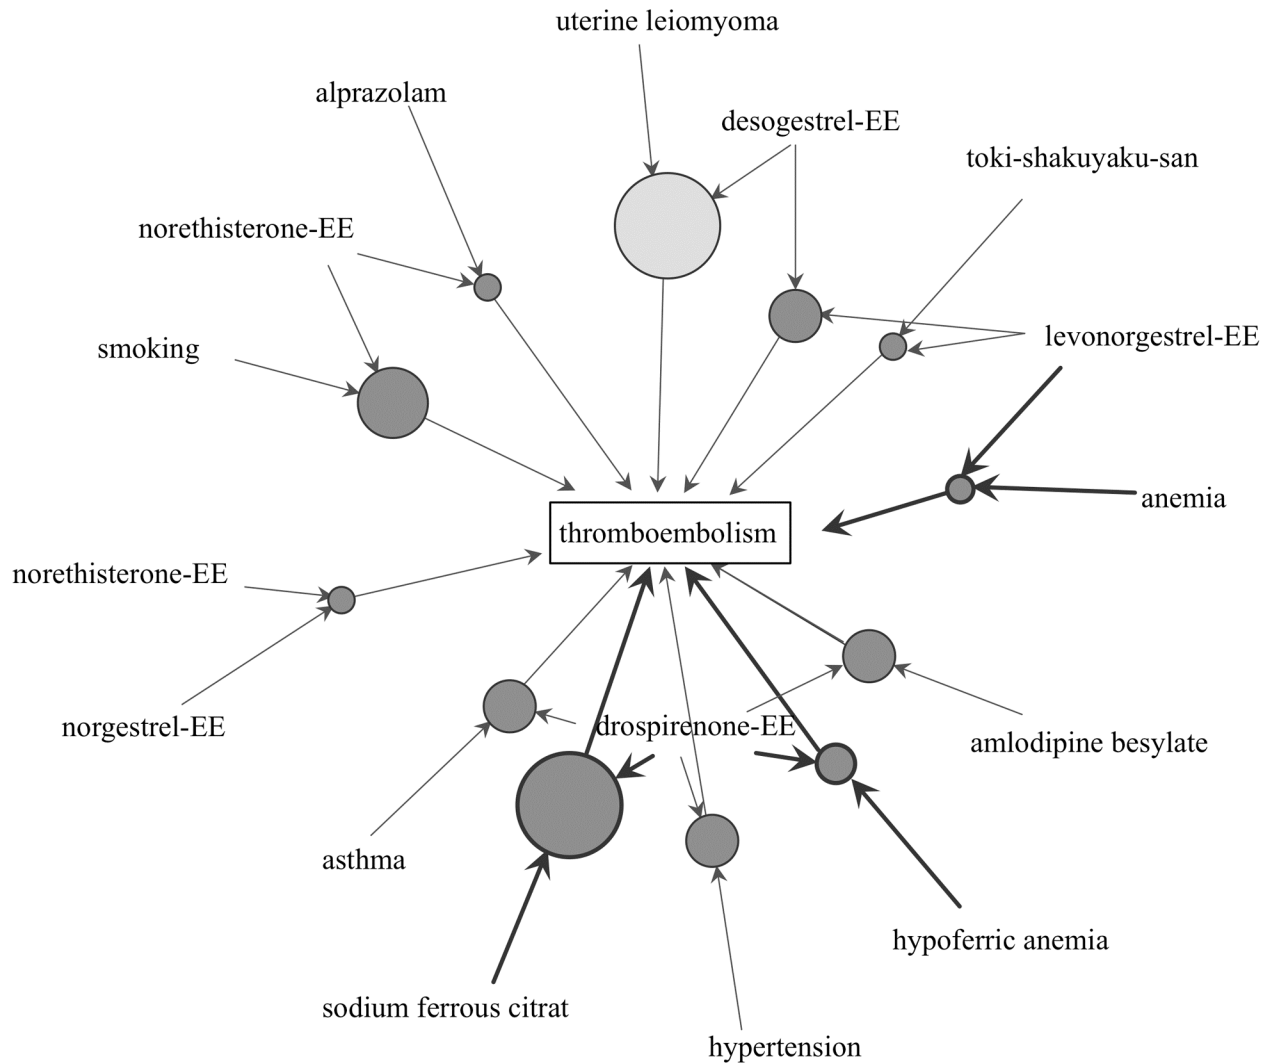 uterine leiomyoma
alprazolam
desogestrel-EE
toki-shakuyaku-san
norethisterone-EE
levonorgestrel-EE
smoking
anemia
thromboembolism
norethisterone-EE
norgestrel-EE
drospirenone-EE
amlodipine besylate
asthma
hypoferric anemia
sodium ferrous citrat
hypertension